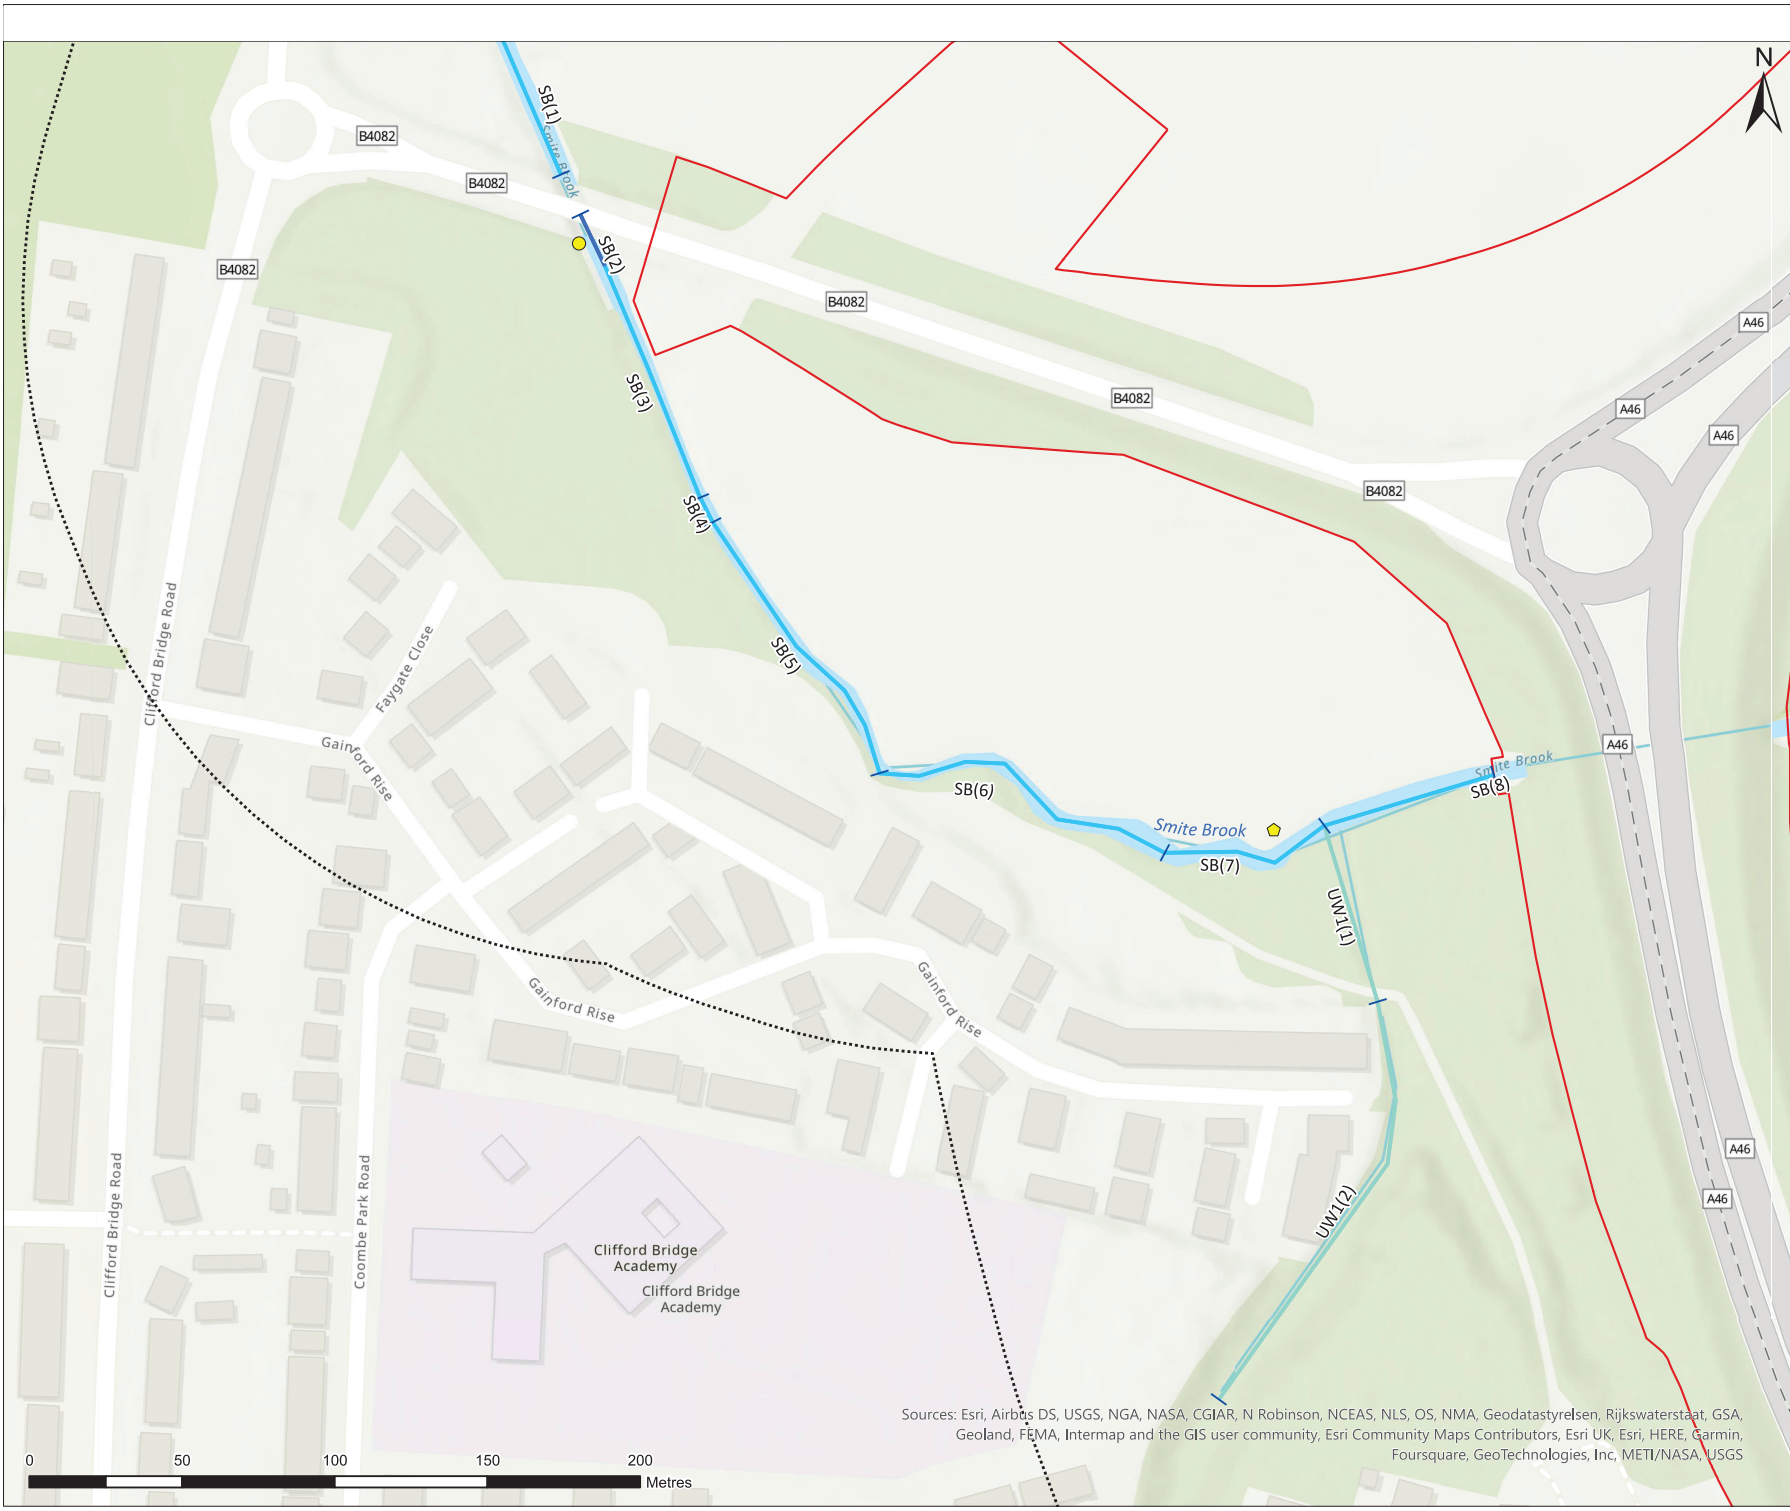 N
SB(1)
Smite Brook
B4082
B4082
SB(2)
B4082
B4082
A46
SB(3)
B4082
A46
A46
SB(4)
B4082
Clifford Bridge Road
Faygate Close
SB(5)
Gainford Rise
A46
Smite Brook
SB(6)
SB(8)
Smite Brook
SB(7)
UW1(1)
Gainford Rise
Gainford Rise
A46
UW1(2)
A46
Clifford Bridge Road
Coombe Park Road
Clifford Bridge
Academy
Clifford Bridge
Academy
Sources: Esri, Airbus DS, USGS, NGA, NASA, CGIAR, N Robinson, NCEAS, NLS, OS, NMA, Geodatastyrelsen, Rijkswaterstaat, GSA,
Geoland, FEMA, Intermap and the GIS user community, Esri Community Maps Contributors, Esri UK, Esri, HERE, Garmin,
Foursquare, GeoTechnologies, Inc, METI/NASA, USGS
0 50 100 150 200
Metres